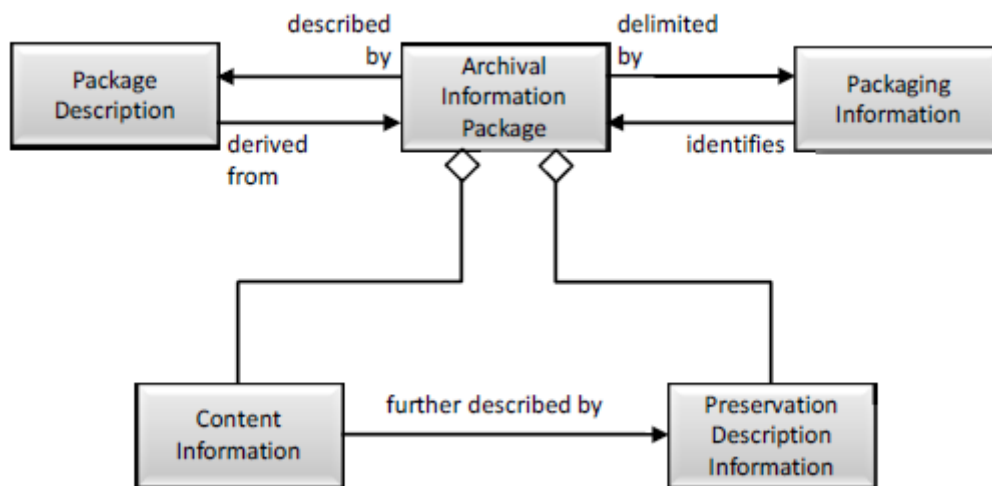 described
by
delimited
by
Package
Description
Archival
Information
Package
Packaging
Information
derived
from
identifies
Content
Information
further described by
Preservation
Description
Information